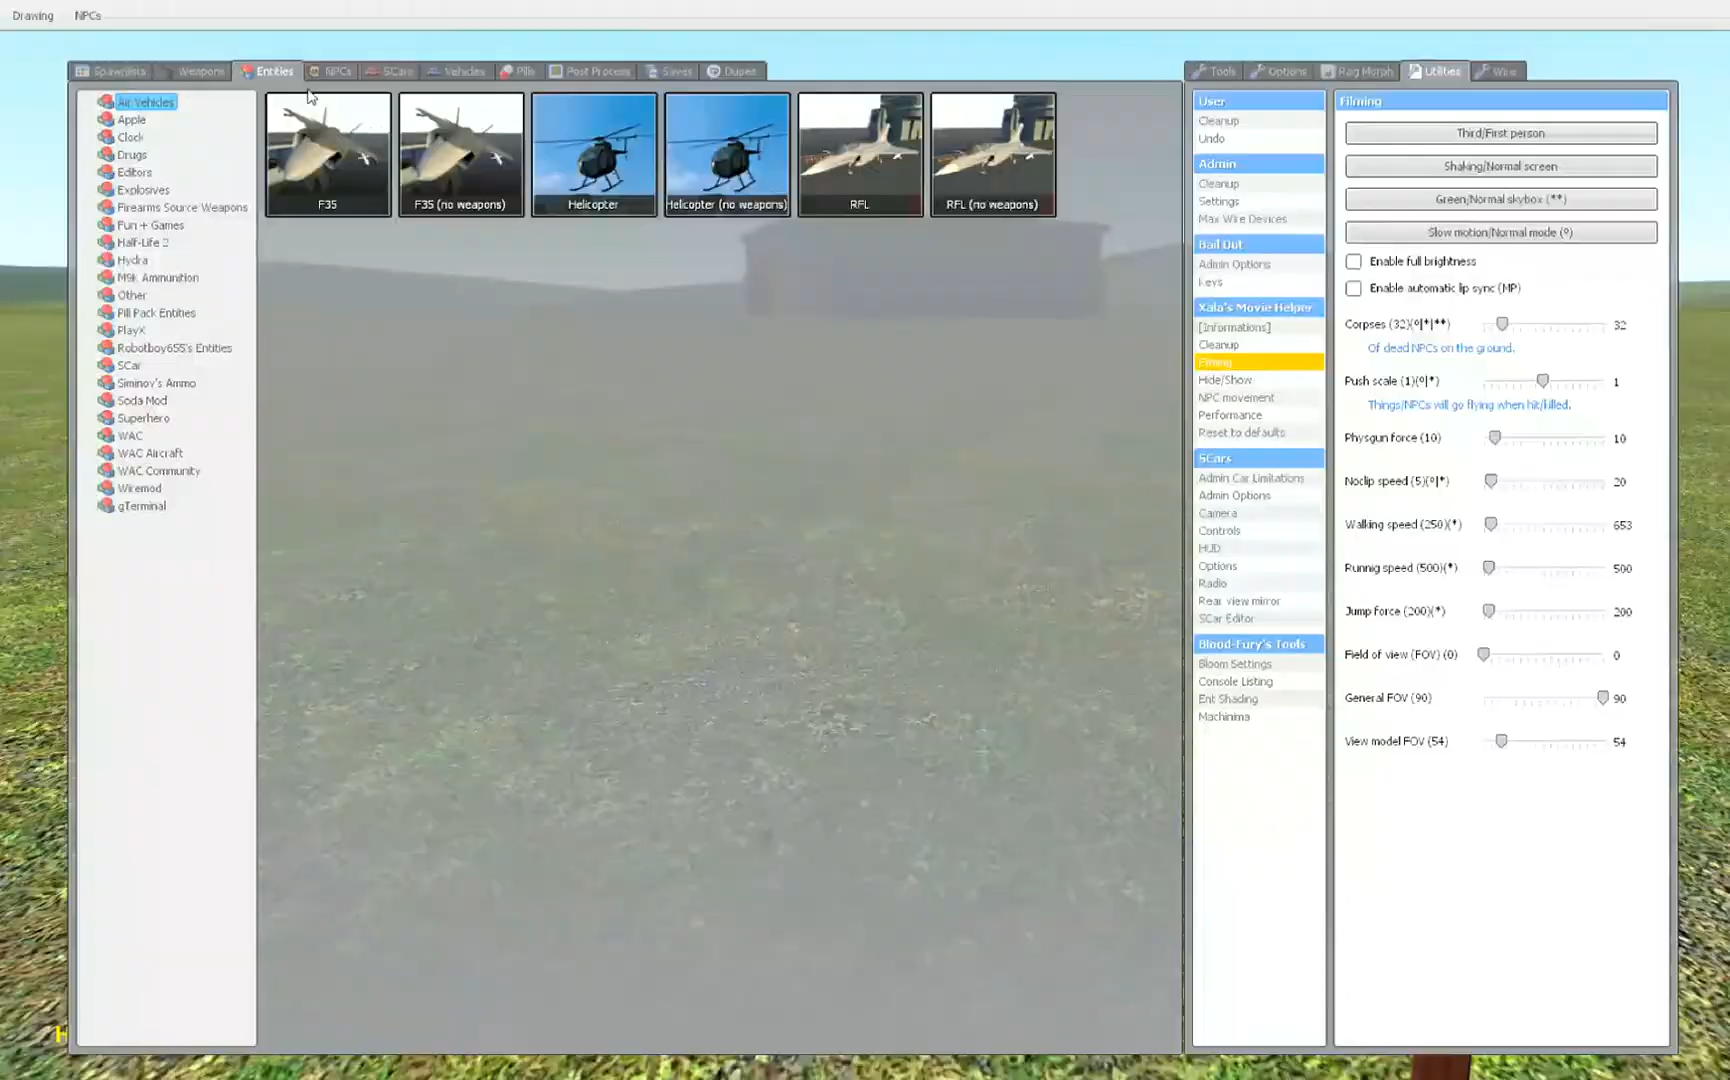 Drawing NPCs
Spawnlists Weapons Entities NPCs SCars Vehicles Pills Post Process Saves Dupes
Tools Options Rag Morph Utilities Wire
Air Vehicles
Apple
Clock
Drugs
Editors
Explosives
Firearms Source Weapons
Fun + Games
Half-Life 2
Hydra
M9k Ammunition
Other
Pill Pack Entities
PlayX
Robotboy655's Entities
SCar
Siminov's Ammo
Soda Mod
Superhero
WAC
WAC Aircraft
WAC Community
Wiremod
gTerminal
F35
F35 (no weapons)
Helicopter
Helicopter (no weapons)
RFL
RFL (no weapons)
User
Cleanup
Undo
Admin
Cleanup
Settings
Max Wire Devices
Bail Out
Admin Options
Keys
Xala's Movie Helper
[Informations]
Cleanup
Filming
Hide/Show
NPC movement
Performance
Reset to defaults
SCars
Admin Car Limitations
Admin Options
Camera
Controls
HUD
Options
Radio
Rear view mirror
SCar Editor
Blood-Fury's Tools
Bloom Settings
Console Listing
Ent Shading
Machinima
Filming
Third/First person
Shaking/Normal screen
Green/Normal skybox (**)
Slow motion/Normal mode (º)
Enable full brightness
Enable automatic lip sync (MP)
Corpses (32)(º|*|**) 32
Of dead NPCs on the ground.
Push scale (1)(º|*) 1
Things/NPCs will go flying when hit/killed.
Physgun force (10) 10
Noclip speed (5)(º|*) 20
Walking speed (250)(*) 653
Runnig speed (500)(*) 500
Jump force (200)(*) 200
Field of view (FOV) (0) 0
General FOV (90) 90
View model FOV (54) 54
H